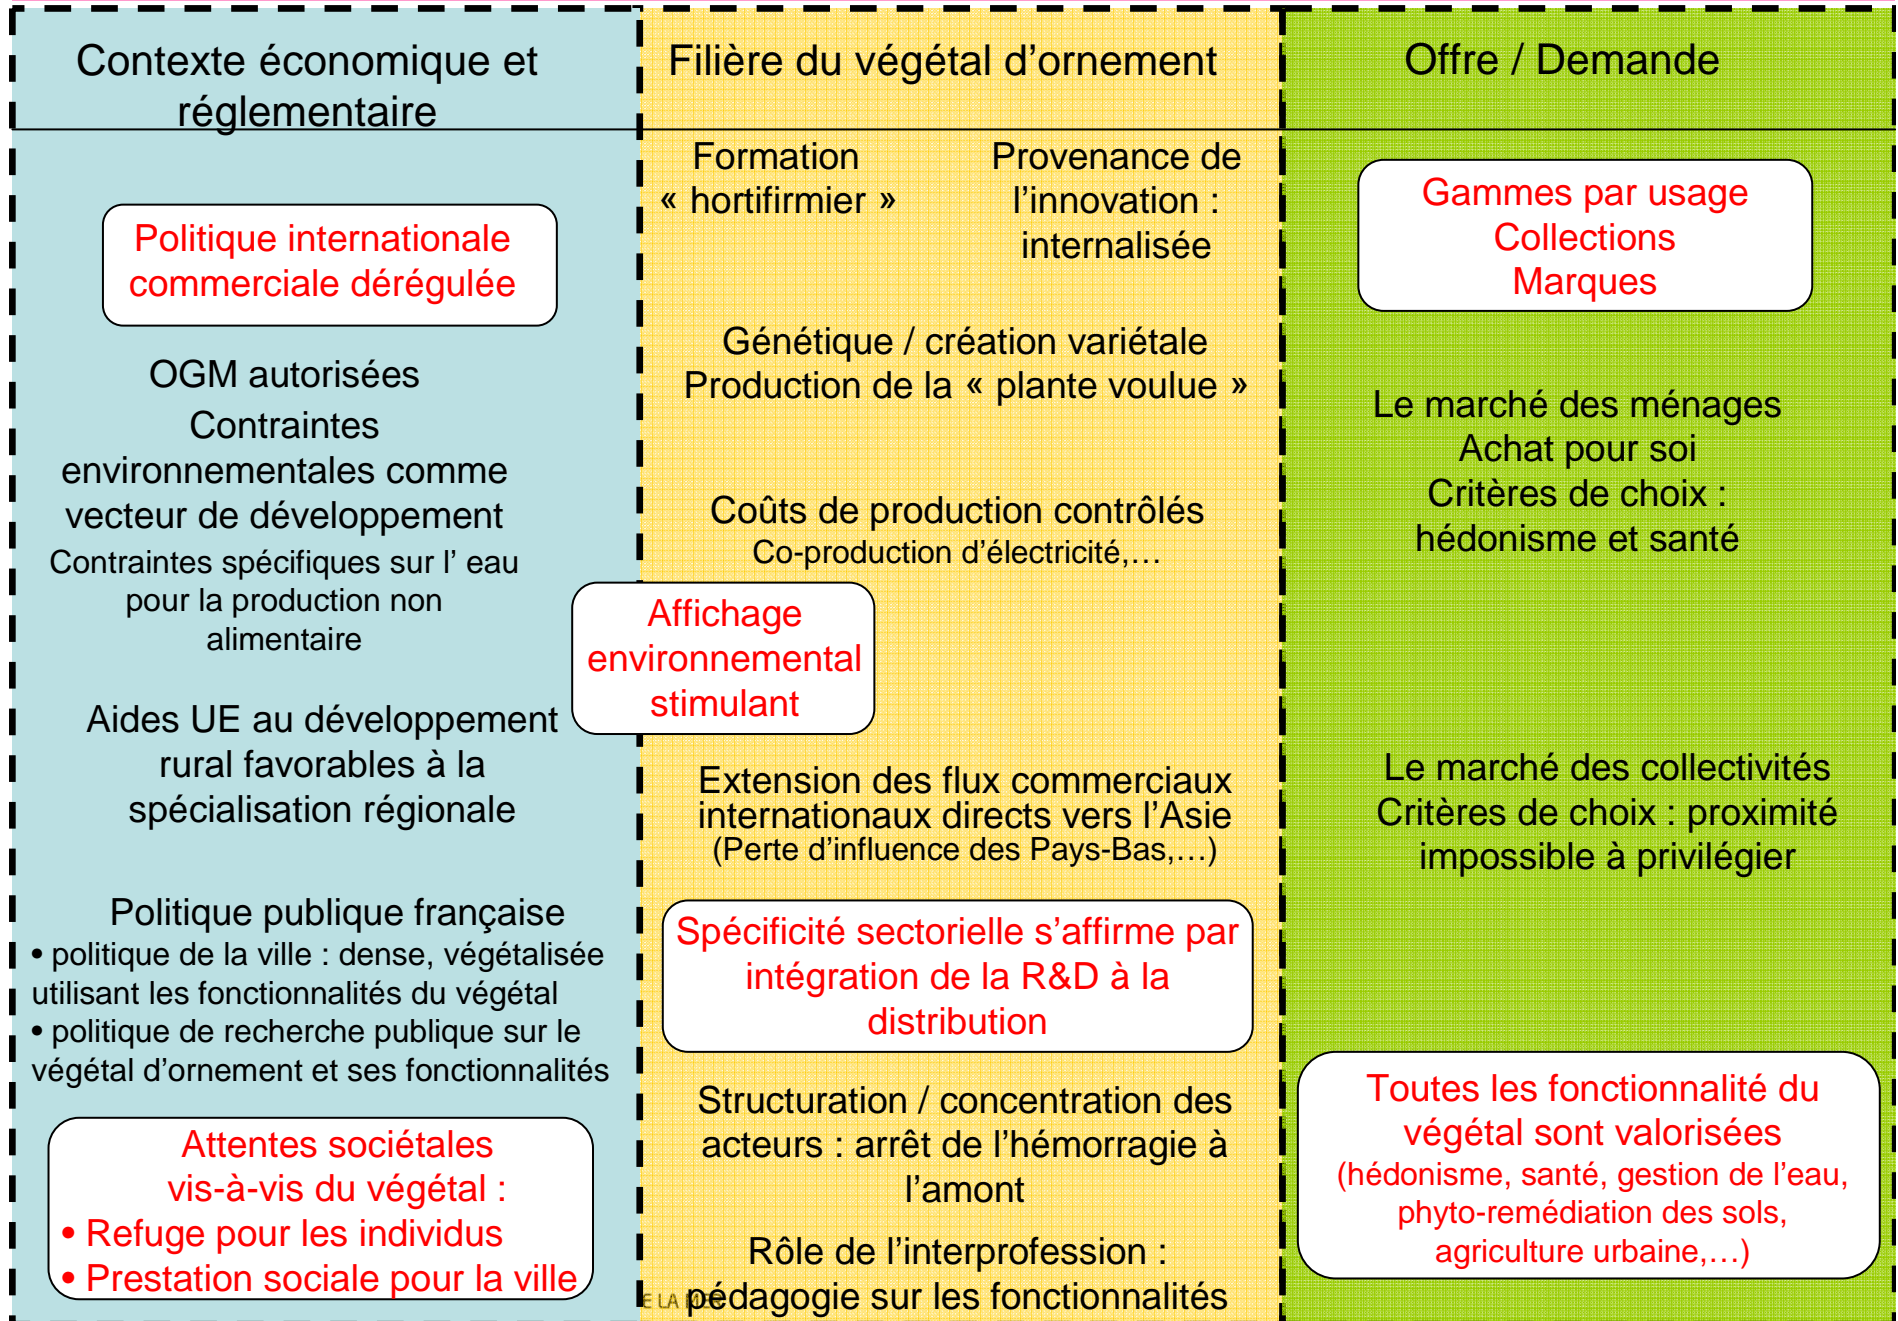 Contexte économique et
réglementaire
Politique internationale
commerciale dérégulée
OGM autorisées
Contraintes
environnementales comme
vecteur de développement
Contraintes spécifiques sur l’ eau
pour la production non
alimentaire
Aides UE au développement
rural favorables à la
spécialisation régionale
Politique publique française
• politique de la ville : dense, végétalisée
utilisant les fonctionnalités du végétal
• politique de recherche publique sur le
végétal d’ornement et ses fonctionnalités
Attentes sociétales
vis-à-vis du végétal :
• Refuge pour les individus
• Prestation sociale pour la ville
Affichage
environnemental
stimulant
Filière du végétal d’ornement
Formation
« hortifirmier »
Provenance de
l’innovation :
internalisée
Génétique / création variétale
Production de la « plante voulue »
Coûts de production contrôlés
Co-production d’électricité,…
Extension des flux commerciaux
internationaux directs vers l’Asie
(Perte d’influence des Pays-Bas,…)
Spécificité sectorielle s’affirme par
intégration de la R&D à la
distribution
Structuration / concentration des
acteurs : arrêt de l’hémorragie à
l’amont
Rôle de l’interprofession :
pédagogie sur les fonctionnalités
E LA MER
Offre / Demande
Gammes par usage
Collections
Marques
Le marché des ménages
Achat pour soi
Critères de choix :
hédonisme et santé
Le marché des collectivités
Critères de choix : proximité
impossible à privilégier
Toutes les fonctionnalité du
végétal sont valorisées
(hédonisme, santé, gestion de l’eau,
phyto-remédiation des sols,
agriculture urbaine,…)